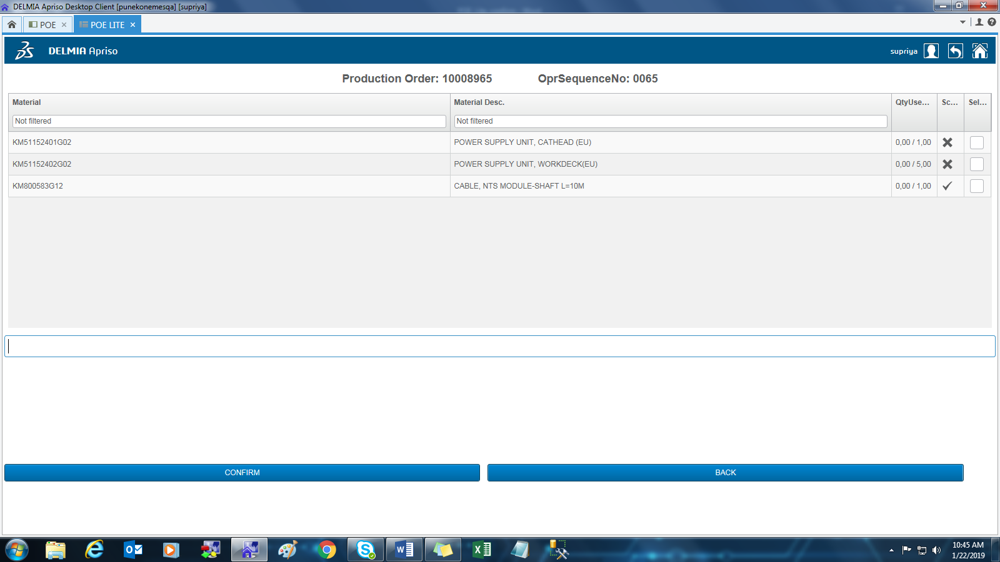 DELMIA Apriso Desktop Client [punekonemesqa] [supriya]
POE
POE LITE
DELMIA Apriso
supriya
Production Order: 10008965 OprSequenceNo: 0065
Material Material Desc. QtyUse... Sc... Sel...
Not filtered Not filtered
KM51152401G02 POWER SUPPLY UNIT, CATHEAD (EU) 0,00 / 1,00
KM51152402G02 POWER SUPPLY UNIT, WORKDECK(EU) 0,00 / 5,00
KM800583G12 CABLE, NTS MODULE-SHAFT L=10M 0,00 / 1,00
CONFIRM BACK
10:45 AM
1/22/2019